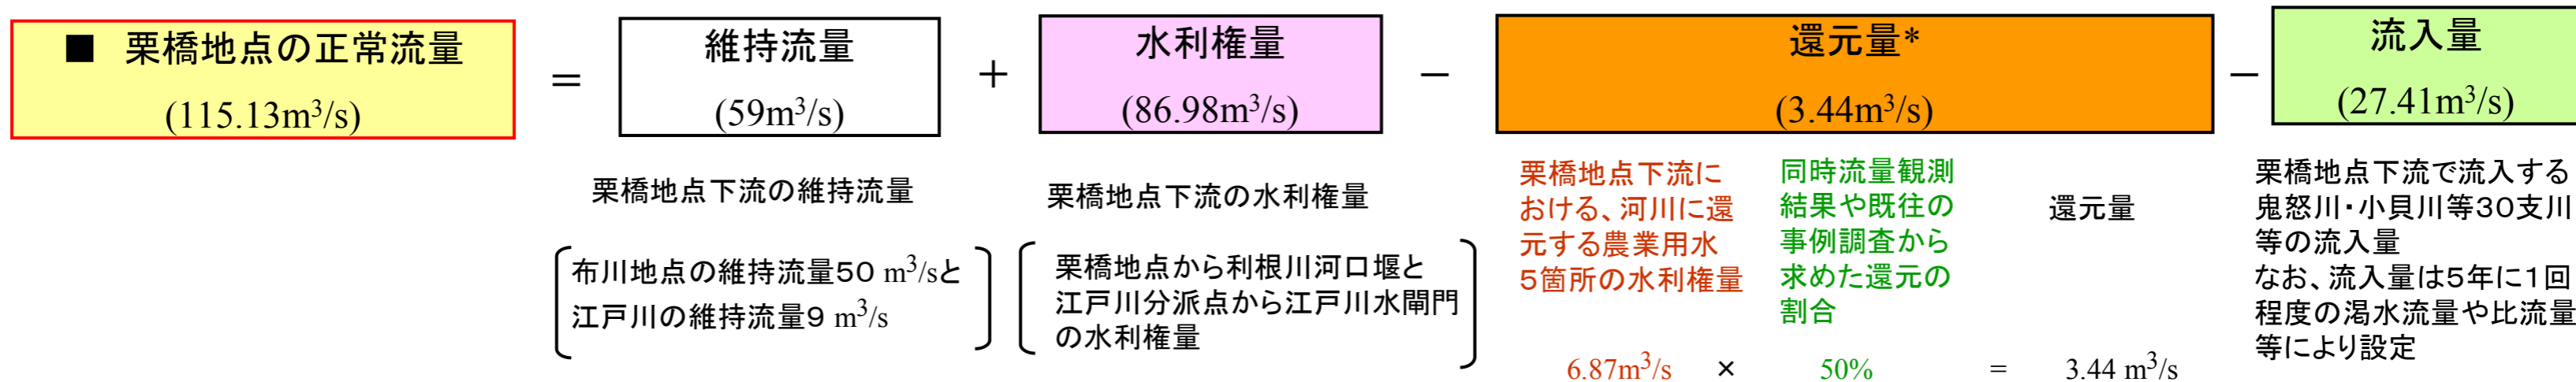 ■ 栗橋地点の正常流量
(115.13m³/s)
=
維持流量
(59m³/s)
+
水利権量
(86.98m³/s)
−
還元量*
(3.44m³/s)
−
流入量
(27.41m³/s)
栗橋地点下流の維持流量
布川地点の維持流量50 m³/sと
江戸川の維持流量9 m³/s
栗橋地点下流の水利権量
栗橋地点から利根川河口堰と
江戸川分派点から江戸川水閘門
の水利権量
栗橋地点下流に
おける、河川に還
元する農業用水
5箇所の水利権量
同時流量観測
結果や既往の
事例調査から
求めた還元の
割合
還元量
6.87m³/s × 50% = 3.44 m³/s
栗橋地点下流で流入する
鬼怒川・小貝川等30支川
等の流入量
なお、流入量は5年に1回
程度の渇水流量や比流量
等により設定